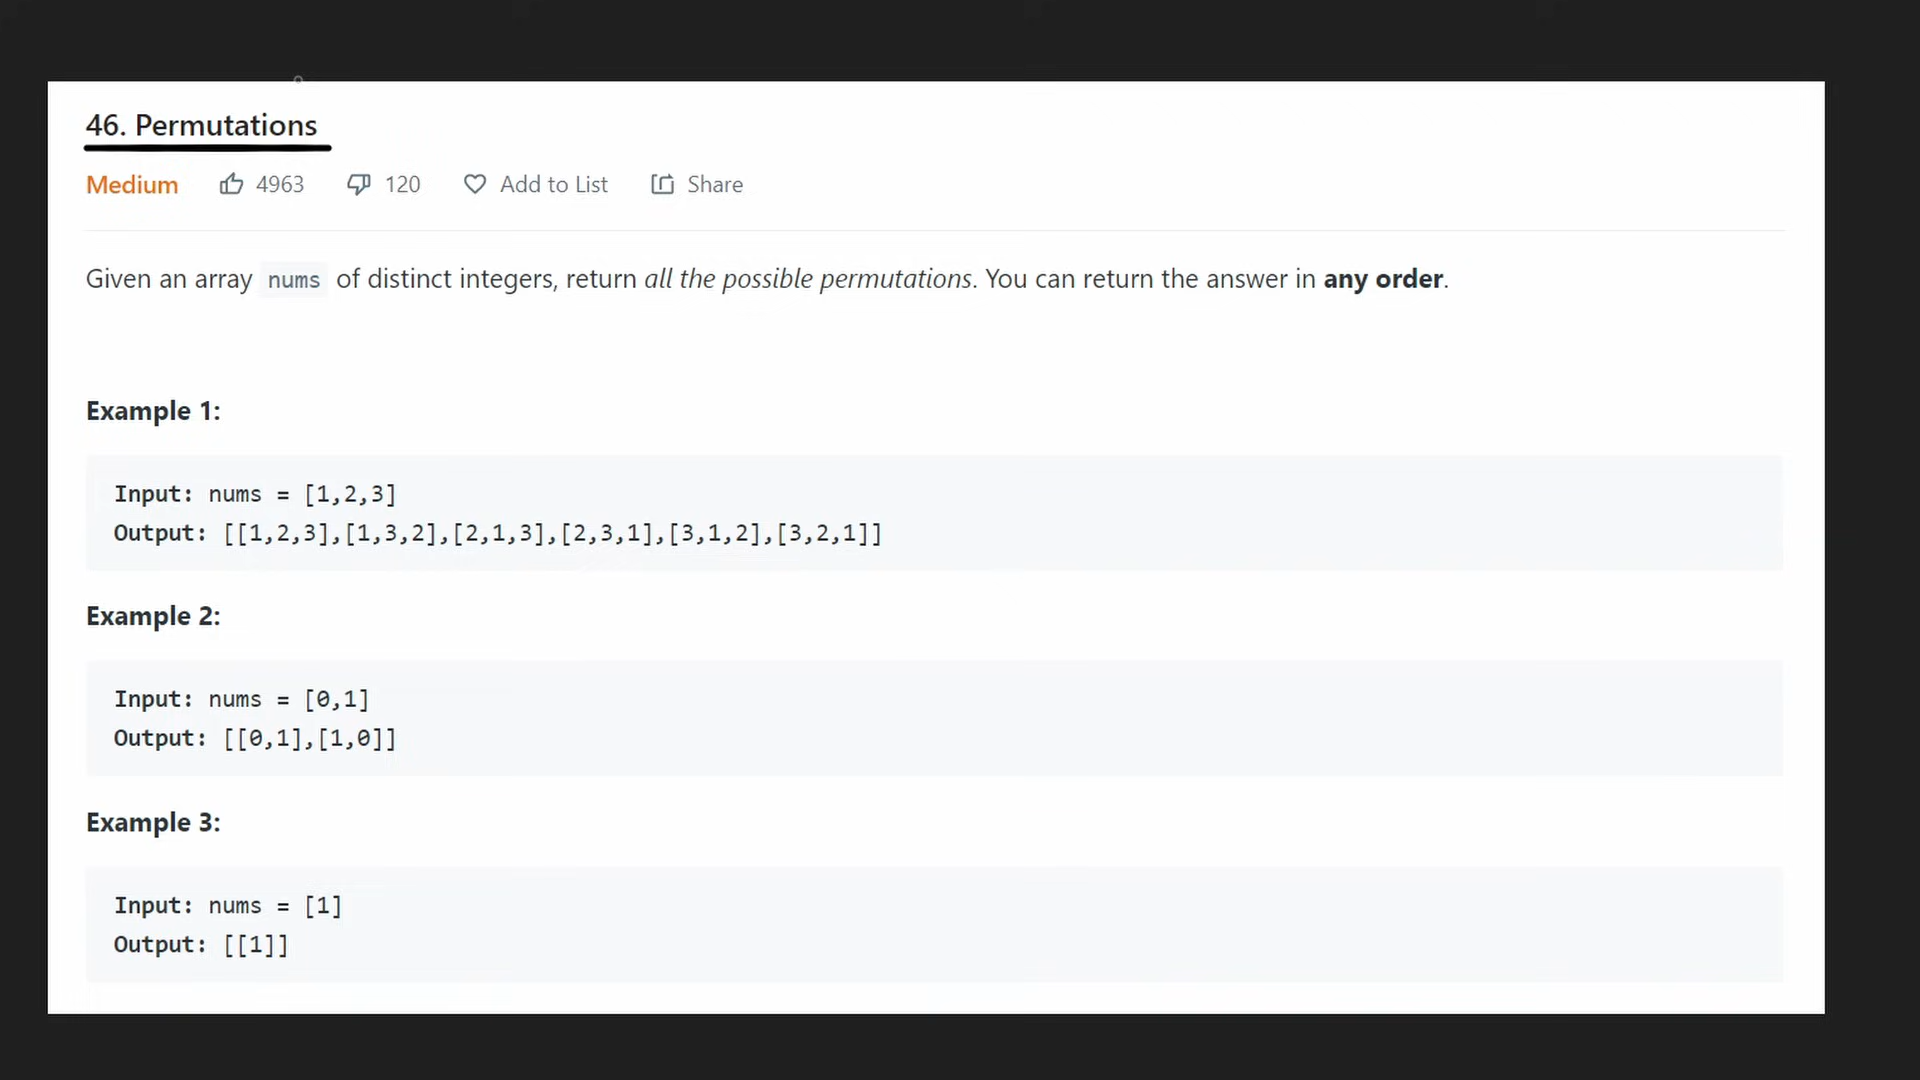 46. Permutations
Medium 4963 120 Add to List Share
Given an array nums of distinct integers, return all the possible permutations. You can return the answer in any order.
Example 1:
Input: nums = [1,2,3]
Output: [[1,2,3],[1,3,2],[2,1,3],[2,3,1],[3,1,2],[3,2,1]]
Example 2:
Input: nums = [0,1]
Output: [[0,1],[1,0]]
Example 3:
Input: nums = [1]
Output: [[1]]